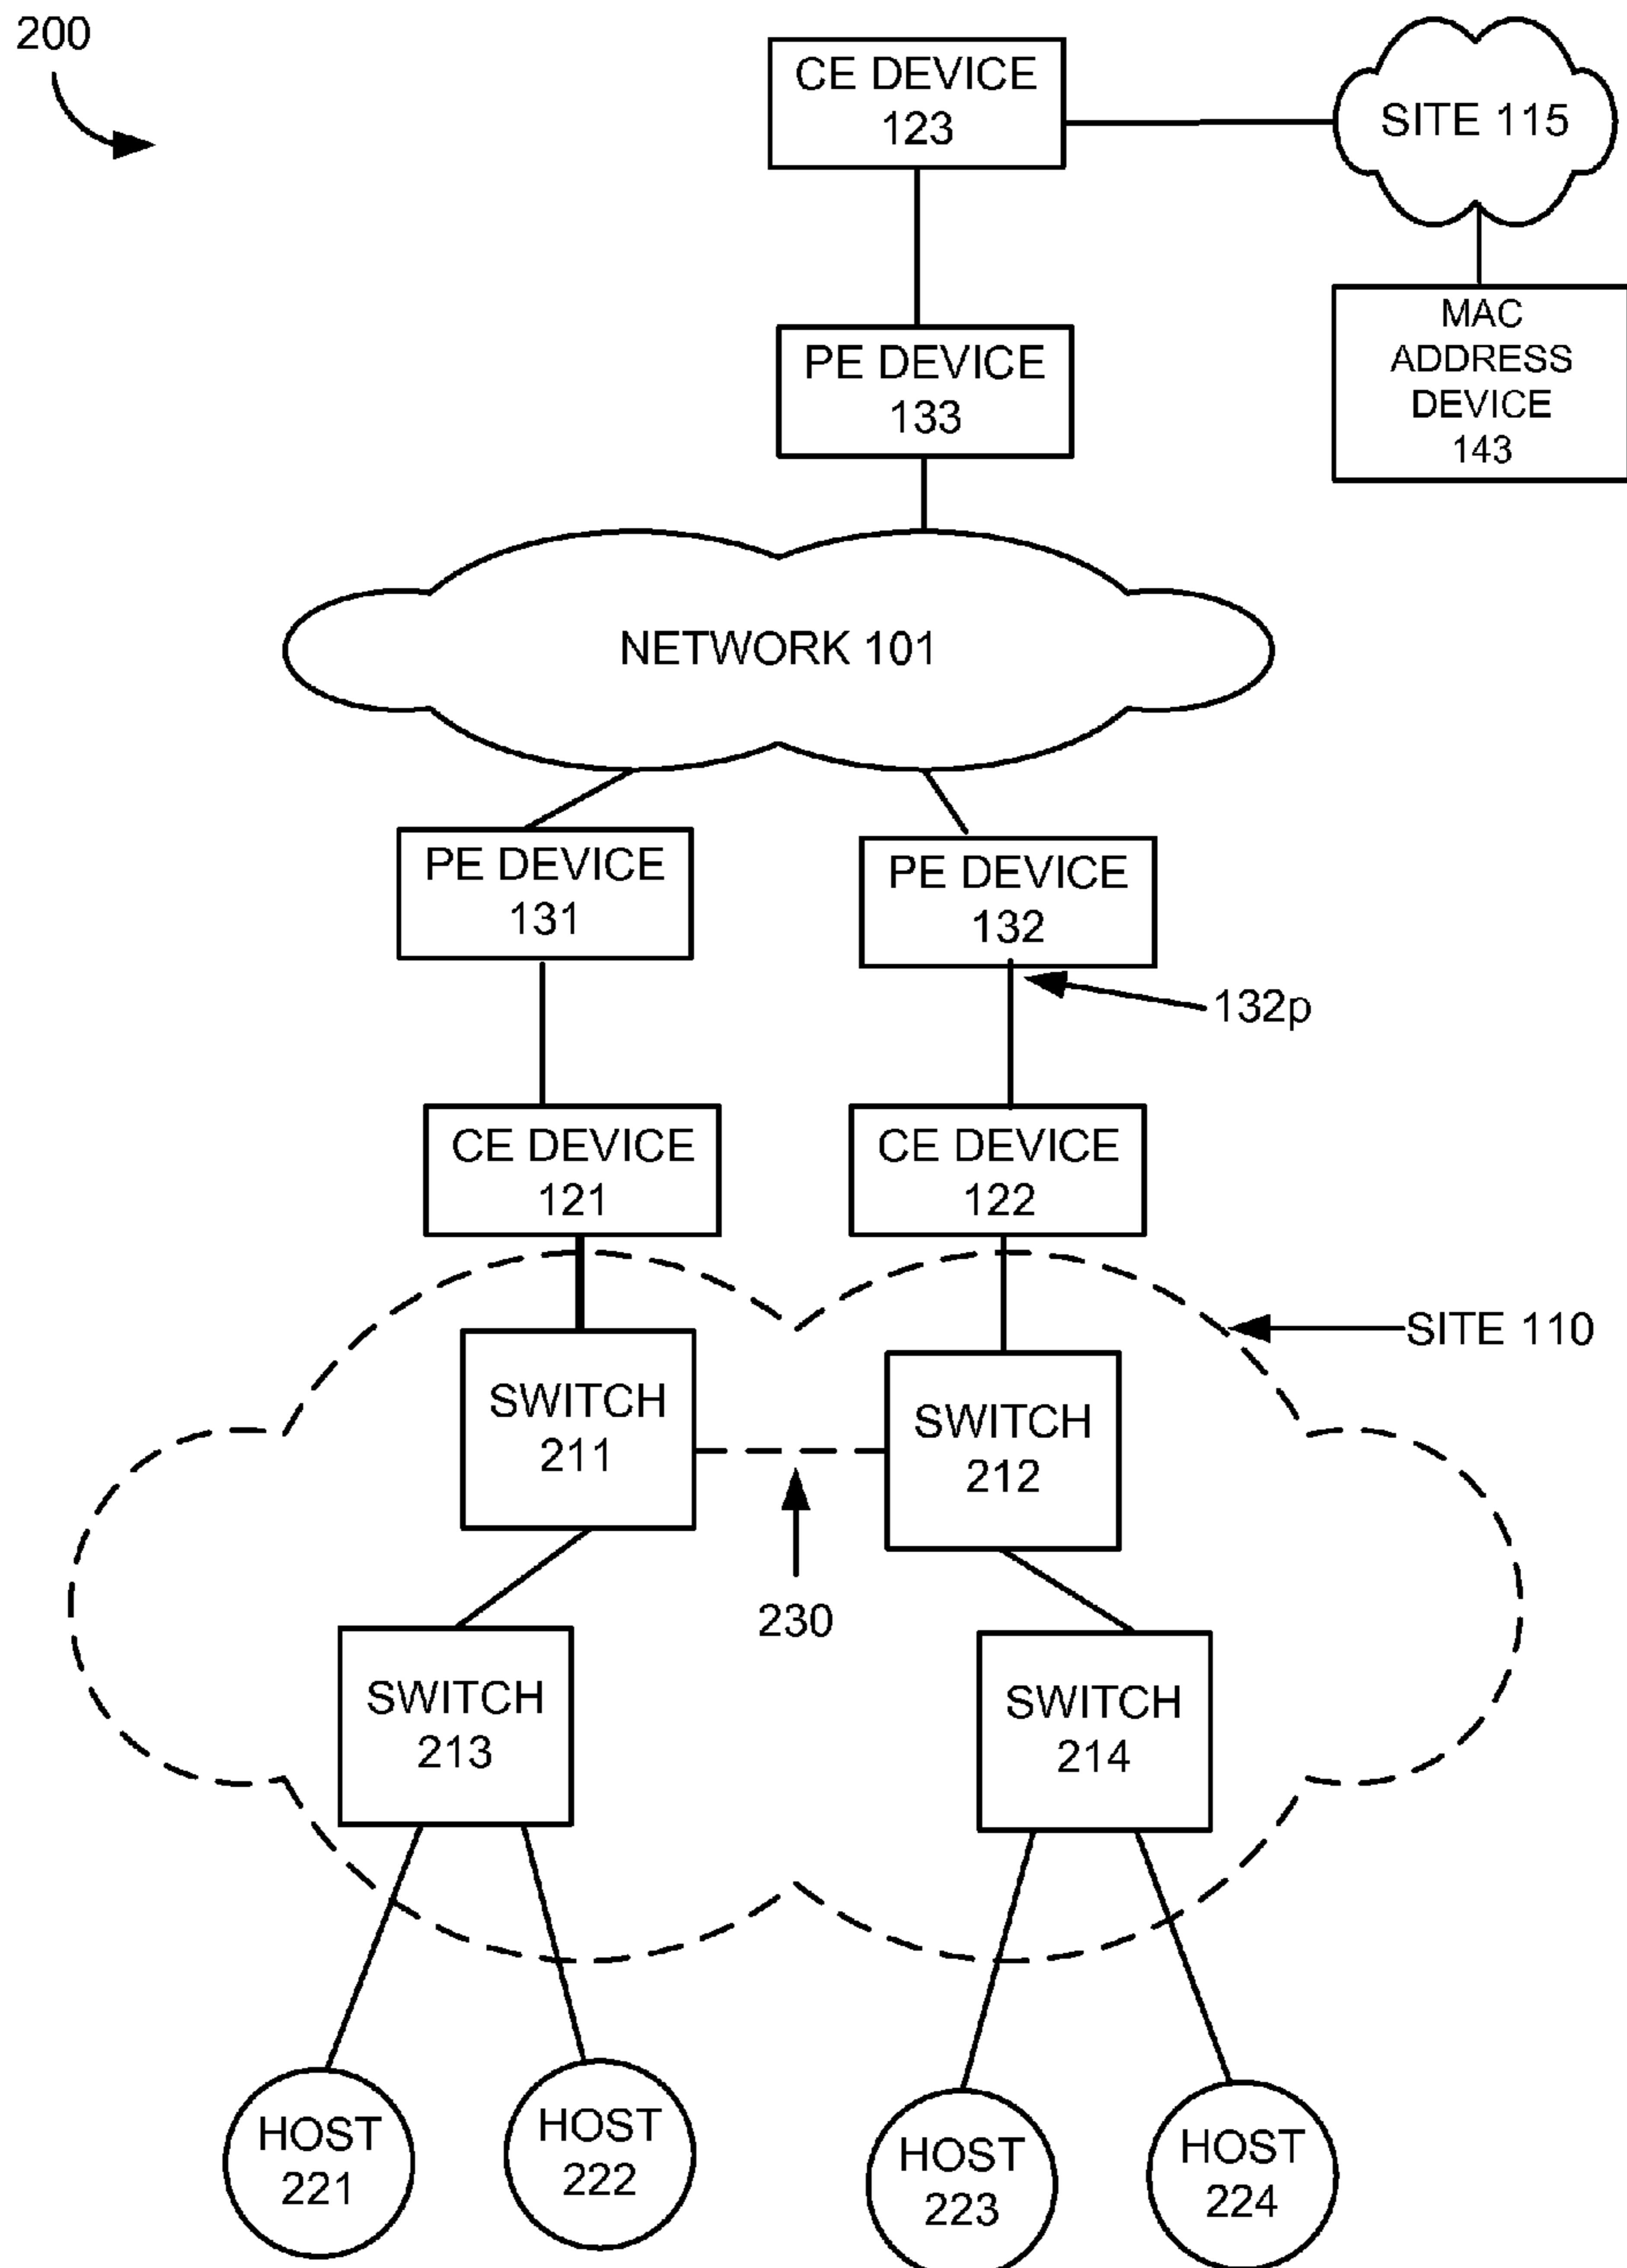 200
CE DEVICE
123
SITE 115
MAC
ADDRESS
DEVICE
143
PE DEVICE
133
NETWORK 101
PE DEVICE
131
PE DEVICE
132
132p
CE DEVICE
121
CE DEVICE
122
SITE 110
SWITCH
211
SWITCH
212
230
SWITCH
213
SWITCH
214
HOST
221
HOST
222
HOST
223
HOST
224